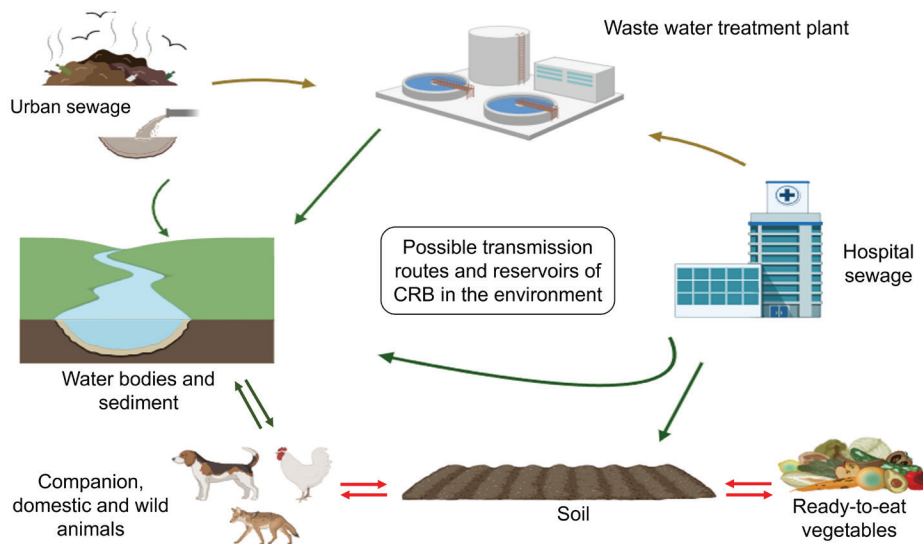 Waste water treatment plant
Urban sewage
Possible transmission
routes and reservoirs of
CRB in the environment
Hospital
sewage
Water bodies and
sediment
Companion,
domestic and wild
animals
Soil
Ready-to-eat
vegetables